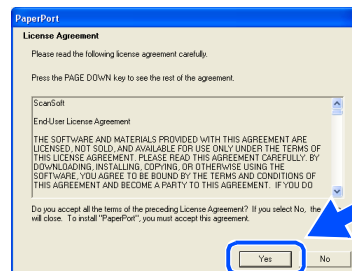 PaperPort
License Agreement
Please read the following license agreement carefully.
Press the PAGE DOWN key to see the rest of the agreement.
ScanSoft
End-User License Agreement
THE SOFTWARE AND MATERIALS PROVIDED WITH THIS AGREEMENT ARE
LICENSED, NOT SOLD, AND AVAILABLE FOR USE ONLY UNDER THE TERMS OF
THIS LICENSE AGREEMENT. PLEASE READ THIS AGREEMENT CAREFULLY. BY
DOWNLOADING, INSTALLING, COPYING, OR OTHERWISE USING THE
SOFTWARE, YOU AGREE TO BE BOUND BY THE TERMS AND CONDITIONS OF
THIS AGREEMENT AND BECOME A PARTY TO THIS AGREEMENT. IF YOU DO
Do you accept all the terms of the preceding License Agreement? If you select No, the
will close. To install "PaperPort", you must accept this agreement.
Yes
No